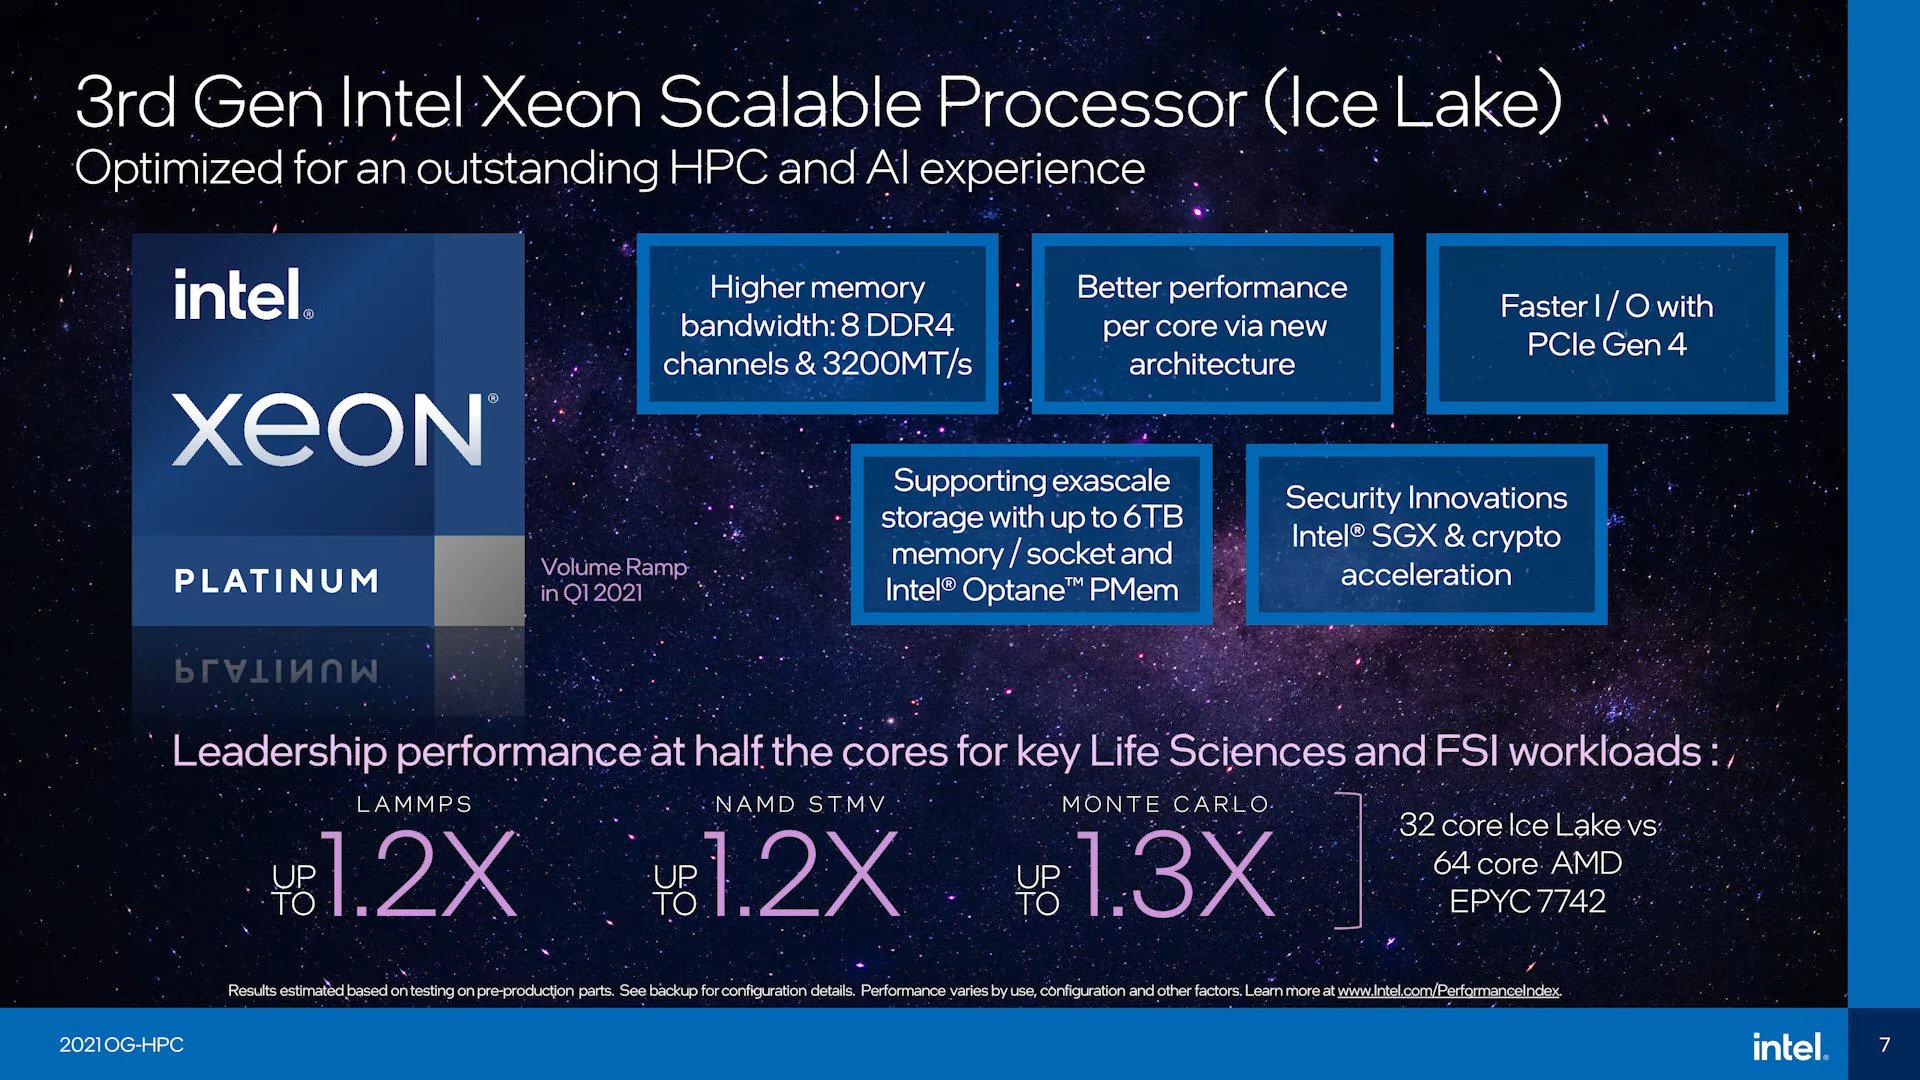 3rd Gen Intel Xeon Scalable Processor (Ice Lake)
Optimized for an outstanding HPC and AI experience
intel®
xeon®
PLATINUM
Volume Ramp
in Q1 2021
Higher memory
bandwidth: 8 DDR4
channels & 3200MT/s
Better performance
per core via new
architecture
Faster I / O with
PCIe Gen 4
Supporting exascale
storage with up to 6TB
memory / socket and
Intel® Optane™ PMem
Security Innovations
Intel® SGX & crypto
acceleration
PLATINUM
Leadership performance at half the cores for key Life Sciences and FSI workloads :
LAMMPS
UP TO 1.2X
NAMD STMV
UP TO 1.2X
MONTE CARLO
UP TO 1.3X
32 core Ice Lake vs
64 core AMD
EPYC 7742
Results estimated based on testing on pre-production parts. See backup for configuration details. Performance varies by use, configuration and other factors. Learn more at www.Intel.com/PerformanceIndex.
2021 OG-HPC
intel®
7